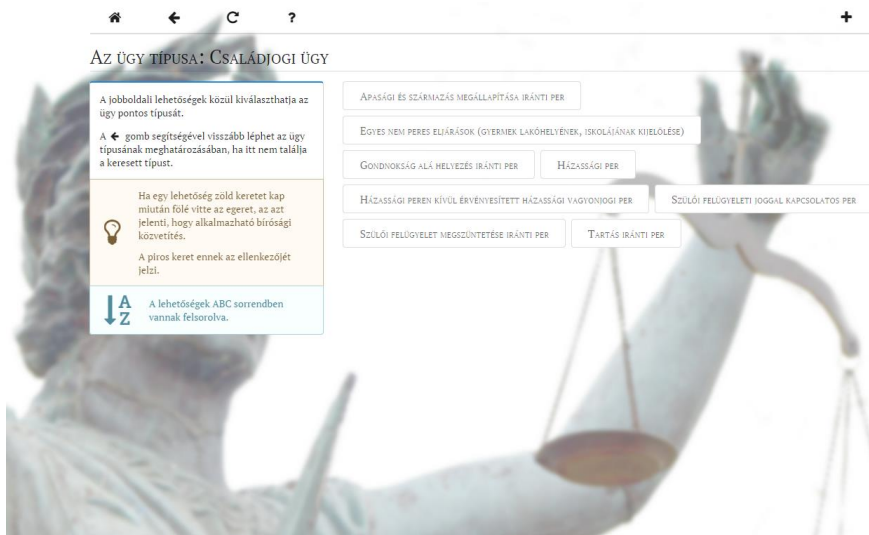 ?
+
Az ügy típusa: Családjogi ügy
A jobboldali lehetőségek közül kiválaszthatja az
ügy pontos típusát.
A ← gomb segítségével visszább léphet az ügy
típusának meghatározásában, ha itt nem találja
a keresett típust.
Ha egy lehetőség zöld keretet kap
miután fölé vitte az egeret, az azt
jelenti, hogy alkalmazható bírósági
közvetítés.
A piros keret ennek az ellenkezőjét
jelzi.
A
Z
A lehetőségek ABC sorrendben
vannak felsorolva.
Apasági és származás megállapítása iránti per
Egyes nem peres eljárások (gyermek lakóhelyének, iskolájának kijelölése)
Gondnokság alá helyezés iránti per
Házassági per
Házassági peren kívül érvényesített házassági vagyonjogi per
Szülői felügyeleti joggal kapcsolatos per
Szülői felügyelet megszüntetése iránti per
Tartás iránti per